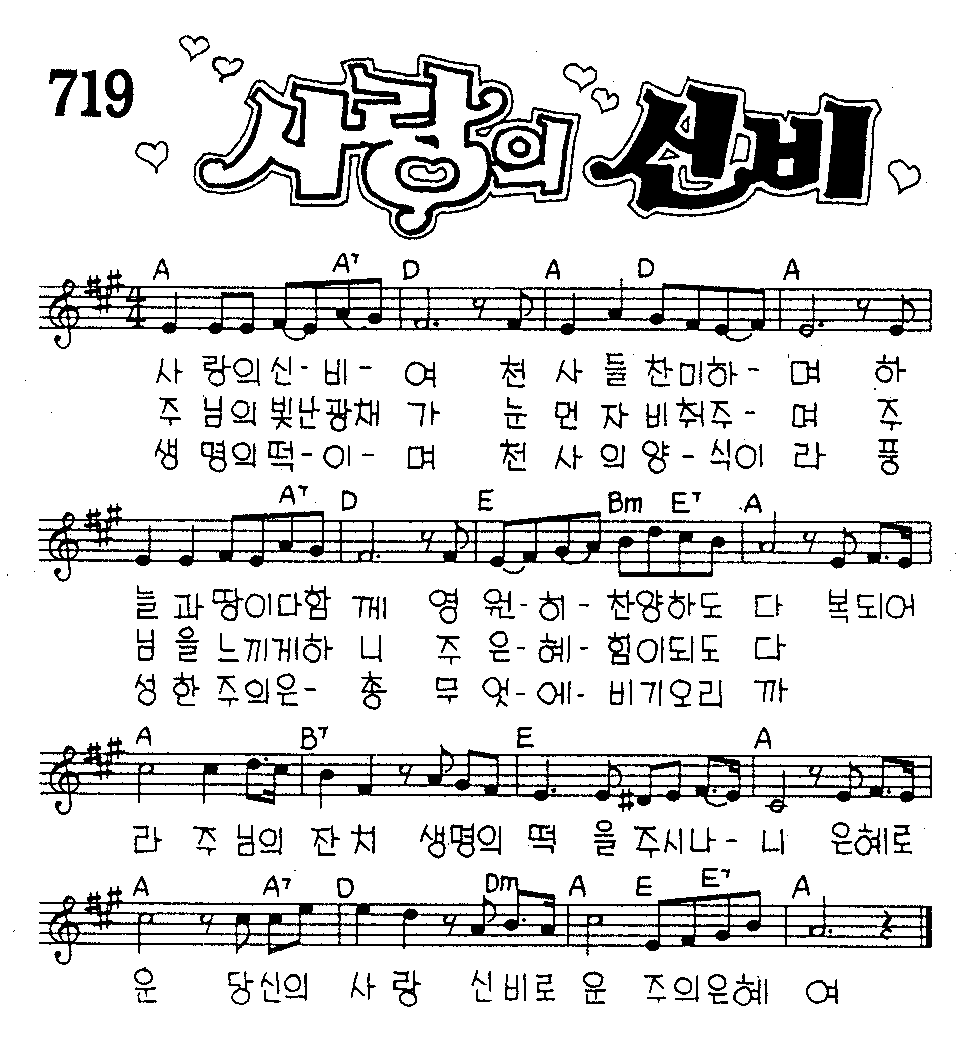 719
사랑의 신비
A A7 D A D A
사 랑의 신 - 비 - 여 천 사 들 찬미하 - 며 하
주 님의 빛난광채 가 눈 먼 자 비취주 - 며 주
생 명의 떡 - 이 - 며 천 사 의 양 - 식이 라 풍
A7 D E Bm E7 A
늘 과 땅이다함 께 영 원 - 히 - 찬양하도 다 복되어
님 을 느끼게하 니 주 은 - 혜 - 힘이되도 다
성 한 주의은 - 총 무 엇 - 에 - 비기오리 까
A B7 E A
라 주 님의 잔 치 생명의 떡 을 주시나 - 니 은혜로
A A7 D Dm A E E7 A
운 당신의 사 랑 신비로 운 주의은혜 여